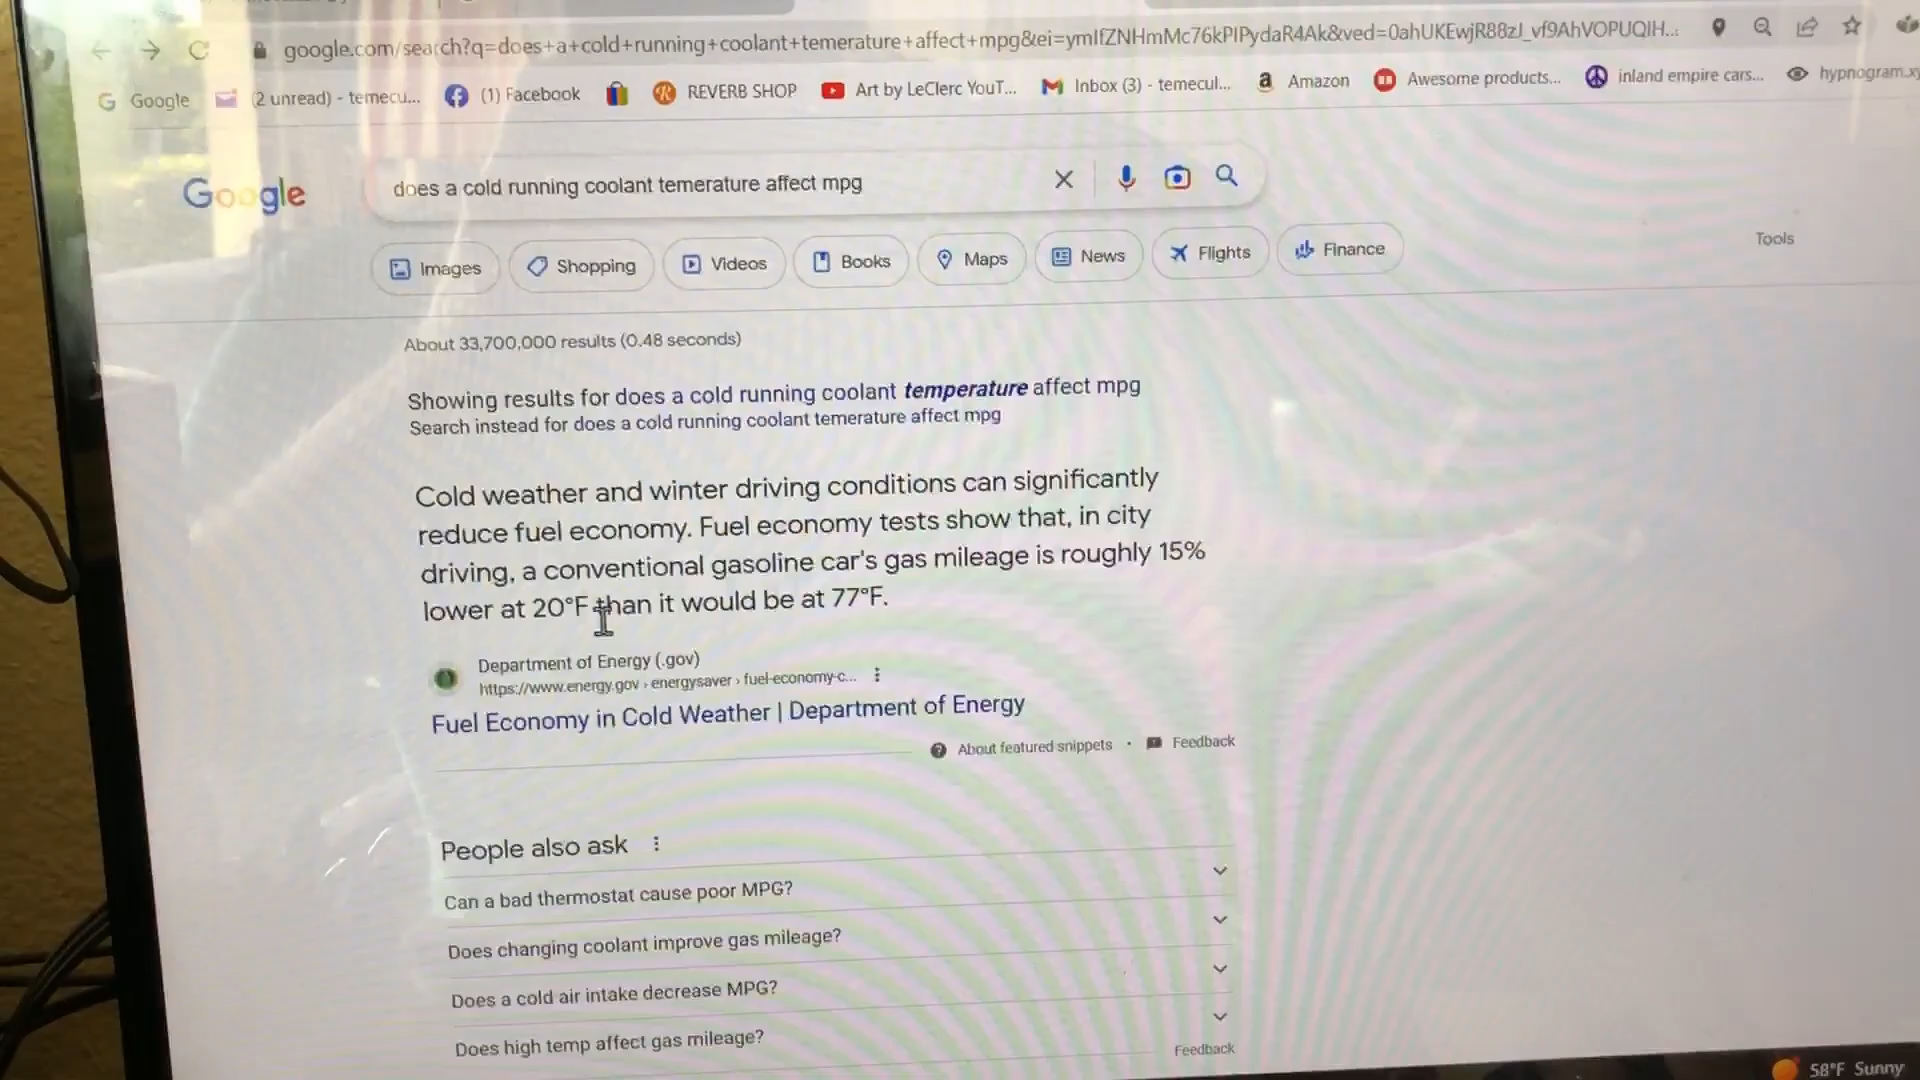 google.com/search?q=does+a+cold+running+coolant+temerature+affect+mpg&ei=ymIfZNHmMc76kPIPydaR4Ak&ved=0ahUKEwjR88zJ_vf9AhVOPUQIH...
Google (2 unread) - temecu... (1) Facebook REVERB SHOP Art by LeClerc YouT... Inbox (3) - temecul... Amazon Awesome products... inland empire cars... hypnogram.xy
Google does a cold running coolant temerature affect mpg
Images Shopping Videos Books Maps News Flights Finance Tools
About 33,700,000 results (0.48 seconds)
Showing results for does a cold running coolant temperature affect mpg
Search instead for does a cold running coolant temerature affect mpg
Cold weather and winter driving conditions can significantly
reduce fuel economy. Fuel economy tests show that, in city
driving, a conventional gasoline car's gas mileage is roughly 15%
lower at 20°F than it would be at 77°F.
Department of Energy (.gov)
https://www.energy.gov › energysaver › fuel-economy-c...
Fuel Economy in Cold Weather | Department of Energy
About featured snippets • Feedback
People also ask
Can a bad thermostat cause poor MPG?
Does changing coolant improve gas mileage?
Does a cold air intake decrease MPG?
Does high temp affect gas mileage?
Feedback
58°F Sunny